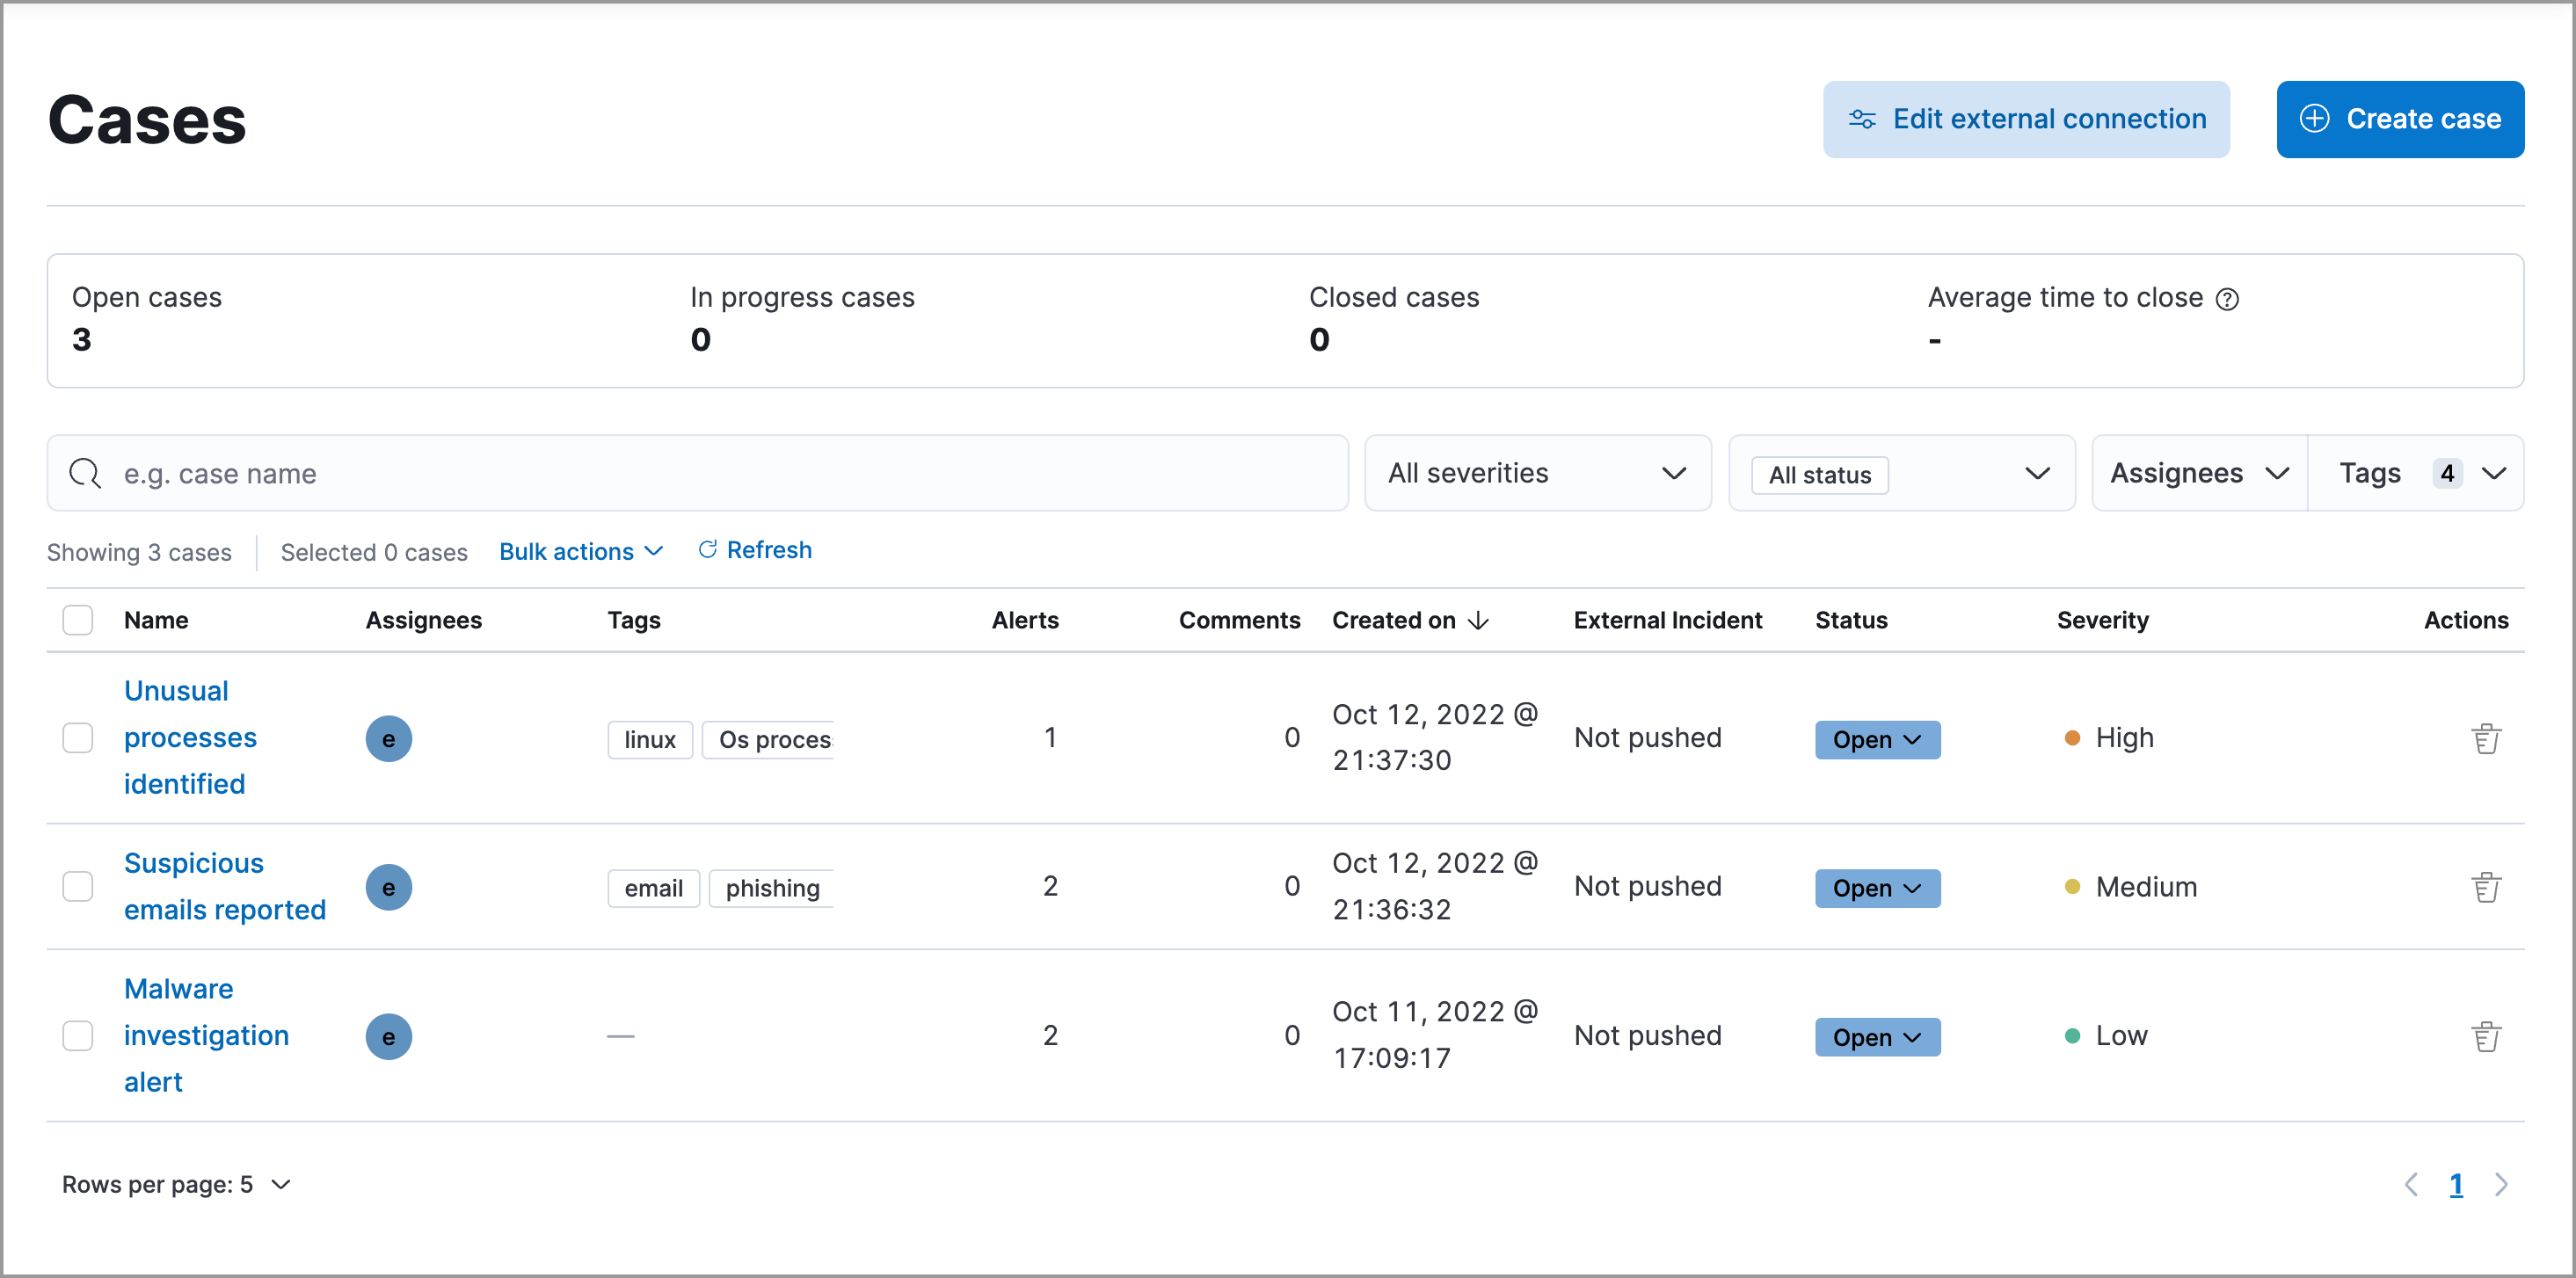 Cases
Edit external connection
Create case
Open cases
3
In progress cases
0
Closed cases
0
Average time to close
-
e.g. case name
All severities
All status
Assignees
Tags 4
Showing 3 cases
Selected 0 cases
Bulk actions
Refresh
Name Assignees Tags Alerts Comments Created on External Incident Status Severity Actions
Unusual
processes
identified
e
linux
Os proces
1
0
Oct 12, 2022 @
21:37:30
Not pushed
Open
High
Suspicious
emails reported
e
email
phishing
2
0
Oct 12, 2022 @
21:36:32
Not pushed
Open
Medium
Malware
investigation
alert
e
—
2
0
Oct 11, 2022 @
17:09:17
Not pushed
Open
Low
Rows per page: 5
1